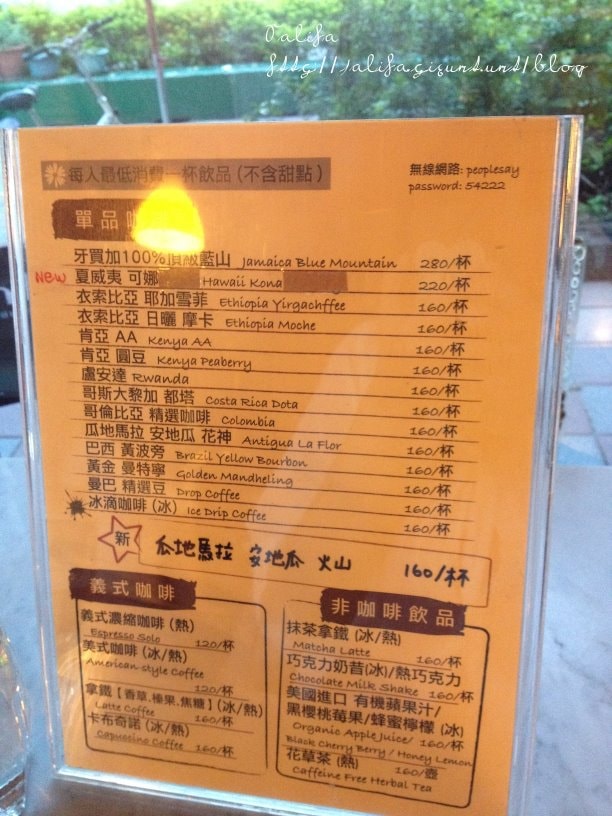 Talifa
每人最低消費一杯飲品 (不含甜點)
無線網路: peoplesay
password: 54222
單品
牙買加100%頂級藍山 Jamaica Blue Mountain 280/杯
NEW 夏威夷 可娜 Hawaii Kona 220/杯
衣索比亞 耶加雪菲 Ethiopia Yirgachffee 160/杯
衣索比亞 日曬 摩卡 Ethiopia Moche 160/杯
肯亞 AA Kenya AA 160/杯
肯亞 圓豆 Kenya Peaberry 160/杯
盧安達 Rwanda 160/杯
哥斯大黎加 都塔 Costa Rica Dota 160/杯
哥倫比亞 精選咖啡 Colombia 160/杯
瓜地馬拉 安地瓜 花神 Antigua La Flor 160/杯
巴西 黃波旁 Brazil Yellow Bourbon 160/杯
黃金 曼特寧 Golden Mandheling 160/杯
曼巴 精選豆 Drop Coffee 160/杯
冰滴咖啡 (冰) Ice Drip Coffee 160/杯
新 瓜地馬拉 安地瓜 火山 160/杯
義式咖啡
義式濃縮咖啡 (熱)
Espresso Solo 120/杯
美式咖啡 (冰/熱)
American style Coffee
120/杯
拿鐵【香草.榛果.焦糖】(冰/熱)
Latte Coffee 160/杯
卡布奇諾 (冰/熱)
Capuccino Coffee 160/杯
非咖啡飲品
抹茶拿鐵 (冰/熱)
Matcha Latte 160/杯
巧克力奶昔(冰)/熱巧克力
Chocolate Milk Shake 160/杯
美國進口 有機蘋果汁/
黑櫻桃莓果/蜂蜜檸檬 (冰)
Organic Apple Juice/ 160/杯
Black Cherry Berry / Honey Lemon
花草茶 (熱) 160/壺
Caffeine Free Herbal Tea